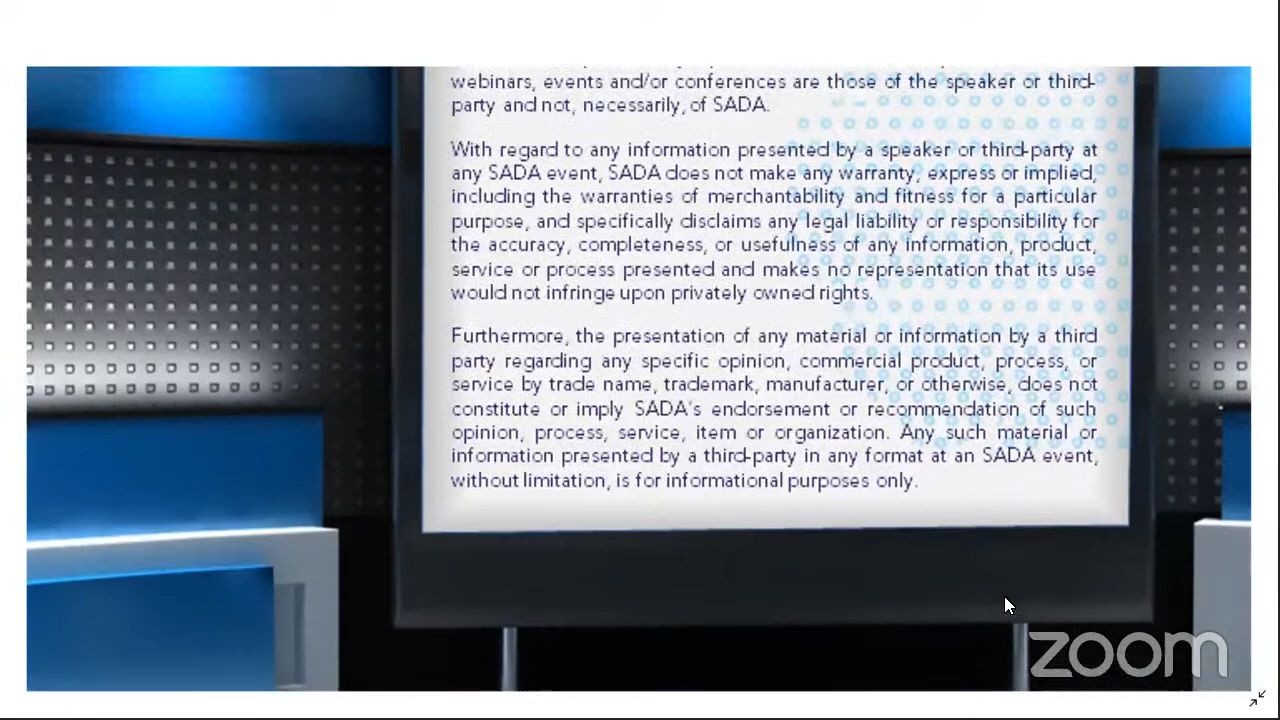 webinars, events and/or conferences are those of the speaker or third-
party and not, necessarily, of SADA.
With regard to any information presented by a speaker or third-party at
any SADA event, SADA does not make any warranty, express or implied,
including the warranties of merchantability and fitness for a particular
purpose, and specifically disclaims any legal liability or responsibility for
the accuracy, completeness, or usefulness of any information, product,
service or process presented and makes no representation that its use
would not infringe upon privately owned rights.
Furthermore, the presentation of any material or information by a third
party regarding any specific opinion, commercial product, process, or
service by trade name, trademark, manufacturer, or otherwise, does not
constitute or imply SADA's endorsement or recommendation of such
opinion, process, service, item or organization. Any such material or
information presented by a third-party in any format at an SADA event,
without limitation, is for informational purposes only.
zoom